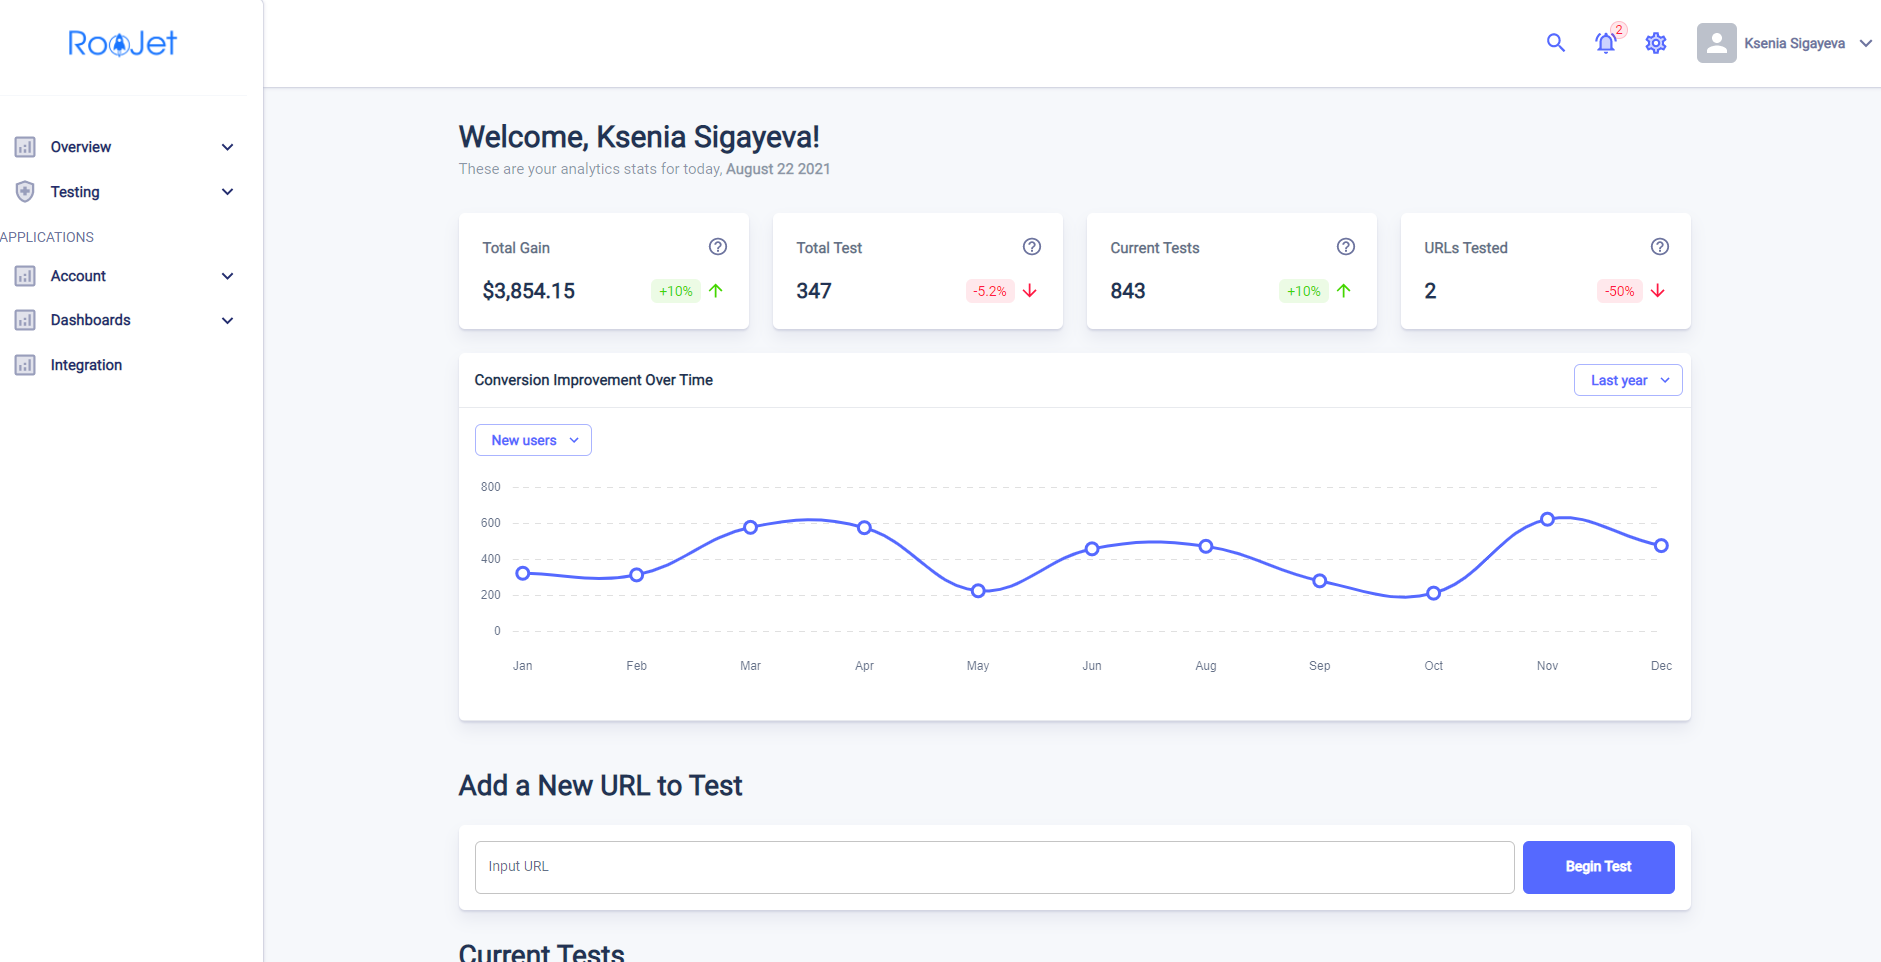 RooJet
2
Ksenia Sigayeva
Overview
Testing
APPLICATIONS
Account
Dashboards
Integration
Welcome, Ksenia Sigayeva!
These are your analytics stats for today, August 22 2021
Total Gain
$3,854.15
+10%
Total Test
347
-5.2%
Current Tests
843
+10%
URLs Tested
2
-50%
Conversion Improvement Over Time
Last year
New users
800
600
400
200
0
Jan Feb Mar Apr May Jun Aug Sep Oct Nov Dec
Add a New URL to Test
Input URL
Begin Test
Current Tests